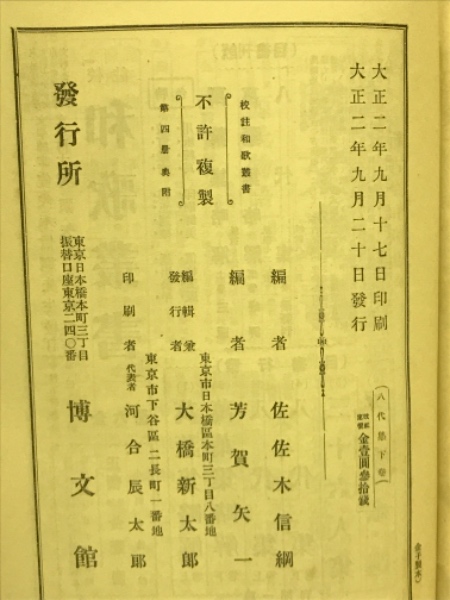 大正二年九月十七日印刷
大正二年九月二十日發行
八代集下卷
金壹圓參拾錢
校註和歌叢書
不許複製
第四册奧附
編者 佐佐木信綱
編者 芳賀矢一
東京市日本橋區本町三丁目八番地
編輯兼
發行者 大橋新太郎
東京市下谷區二長町一番地
印刷者 代表者 河合辰太郎
發行所
東京日本橋本町三丁目
振替口座東京二四〇番
博文館
(金子製本)